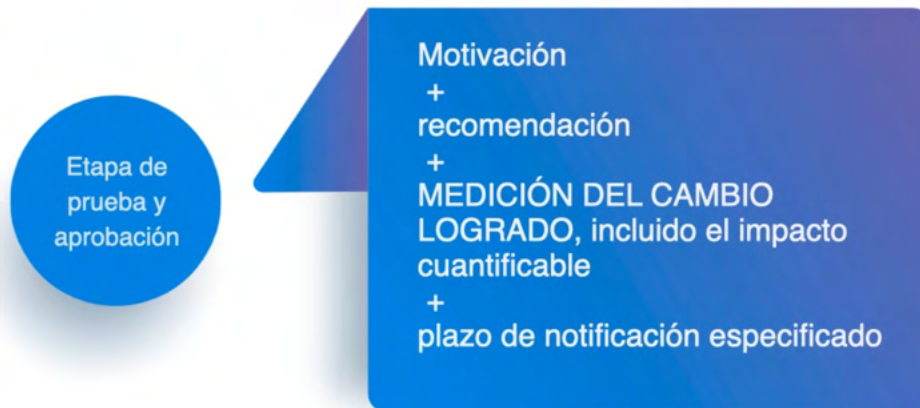 Etapa de
prueba y
aprobación
Motivación
+
recomendación
+
MEDICIÓN DEL CAMBIO
LOGRADO, incluido el impacto
cuantificable
+
plazo de notificación especificado